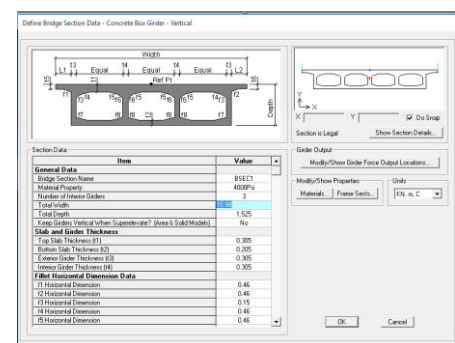 Define Bridge Section Data - Concrete Box Girder - Vertical
Width
L1 t3 Equal t4 Equal t4 Equal t3 L2
t1
Ref Pt
t5
t6
f1 f3 f4 f5 f6 f6 f5 f5 f6 f4 f3 f2
f7 f8 f8 t2 f8 f8 f7
Depth
Y
X
X Y Do Snap
Section is Legal Show Section Details...
Section Data
Item Value
General Data
Bridge Section Name BSEC1
Material Property 4000Psi
Number of Interior Girders 3
Total Width
Total Depth 1.525
Keep Girders Vertical When Superelevate? (Area & Solid Models) No
Slab and Girder Thickness
Top Slab Thickness (t1) 0.305
Bottom Slab Thickness (t2) 0.205
Exterior Girder Thickness (t3) 0.305
Interior Girder Thickness (t4) 0.305
Fillet Horizontal Dimension Data
f1 Horizontal Dimension 0.46
f2 Horizontal Dimension 0.46
f3 Horizontal Dimension 0.15
f4 Horizontal Dimension 0.46
f5 Horizontal Dimension 0.46
Girder Output
Modify/Show Girder Force Output Locations...
Modify/Show Properties Units
Materials... Frame Sects... KN, m, C
OK Cancel